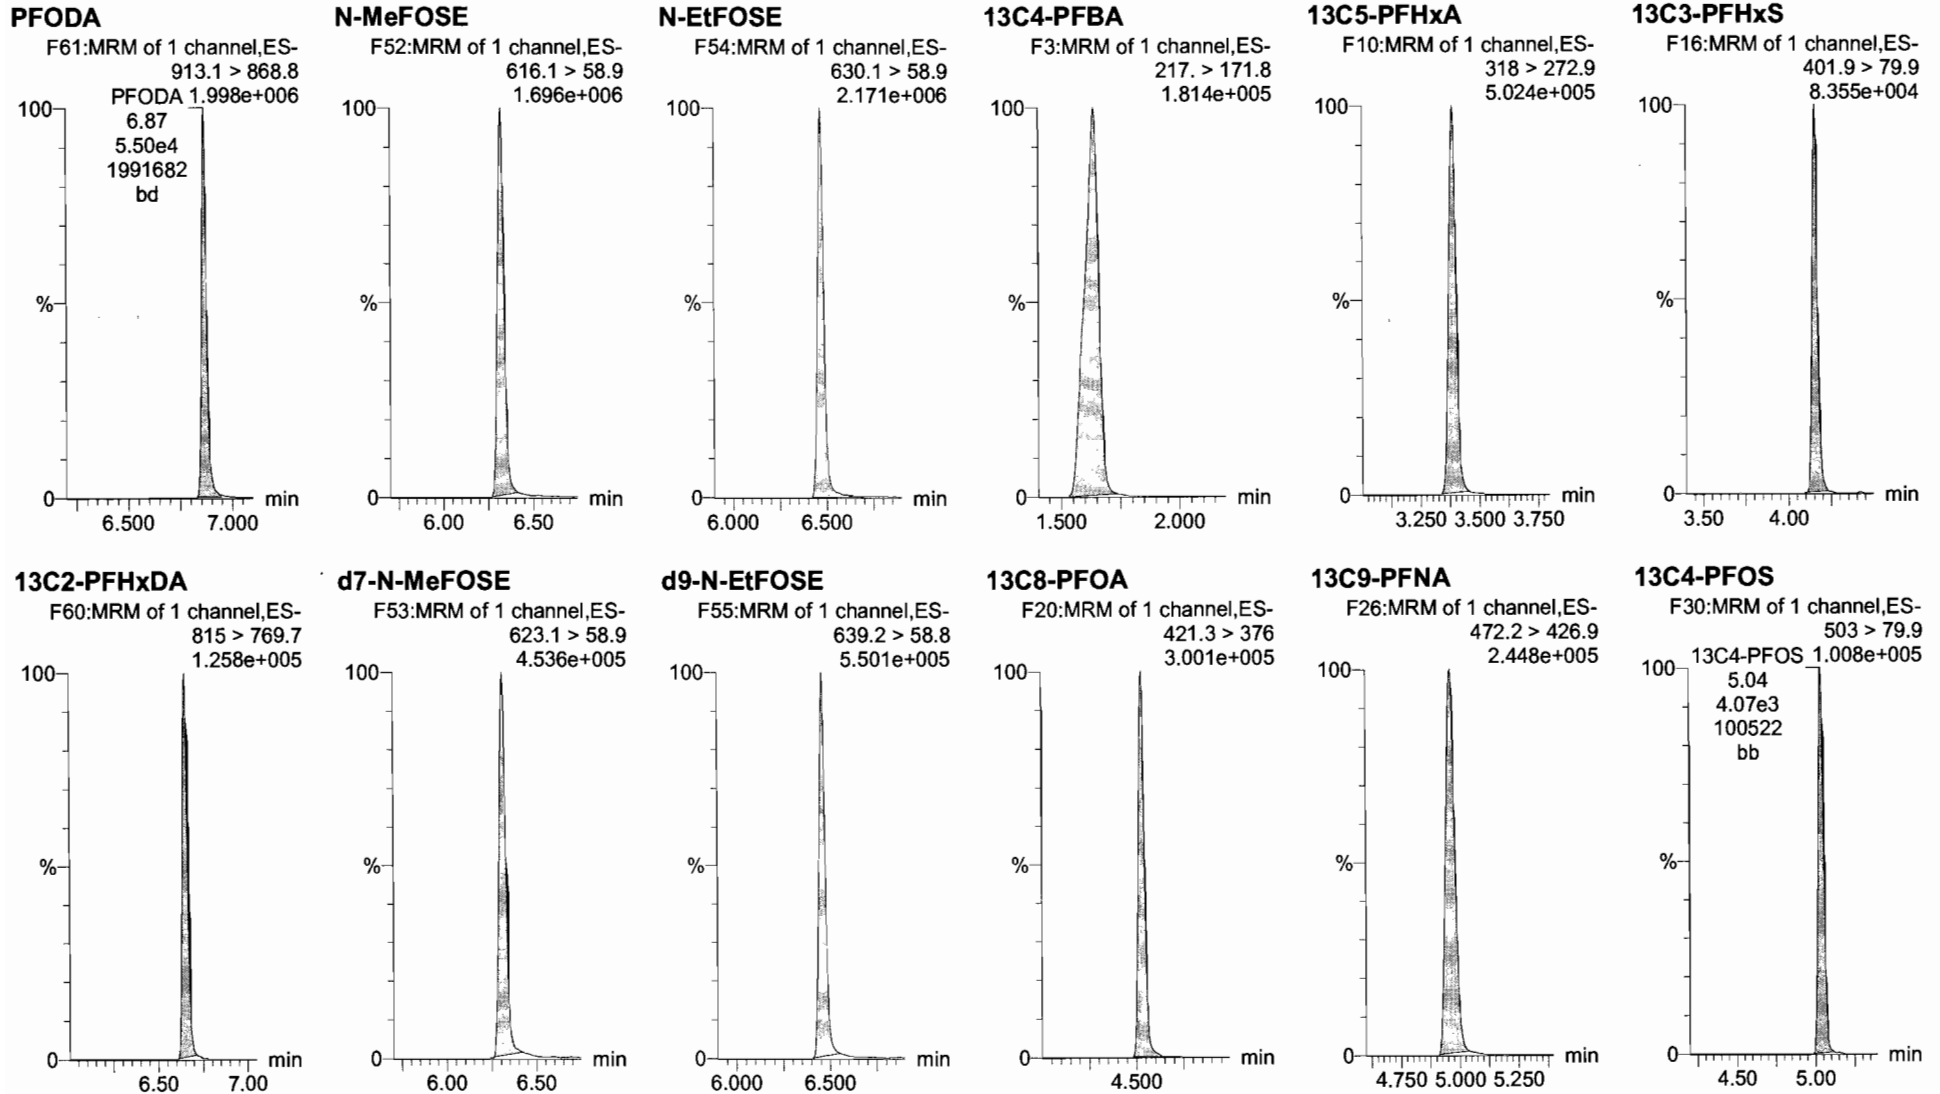 PFODA
F61:MRM of 1 channel,ES-
913.1 > 868.8
PFODA 1.998e+006
6.87
5.50e4
1991682
bd
100
%
0
min
6.500 7.000
N-MeFOSE
F52:MRM of 1 channel,ES-
616.1 > 58.9
1.696e+006
100
%
0
min
6.00 6.50
N-EtFOSE
F54:MRM of 1 channel,ES-
630.1 > 58.9
2.171e+006
100
%
0
min
6.000 6.500
13C4-PFBA
F3:MRM of 1 channel,ES-
217. > 171.8
1.814e+005
100
%
0
min
1.500 2.000
13C5-PFHxA
F10:MRM of 1 channel,ES-
318 > 272.9
5.024e+005
100
%
0
min
3.250 3.500 3.750
13C3-PFHxS
F16:MRM of 1 channel,ES-
401.9 > 79.9
8.355e+004
100
%
0
min
3.50 4.00
13C2-PFHxDA
F60:MRM of 1 channel,ES-
815 > 769.7
1.258e+005
100
%
0
min
6.50 7.00
d7-N-MeFOSE
F53:MRM of 1 channel,ES-
623.1 > 58.9
4.536e+005
100
%
0
min
6.00 6.50
d9-N-EtFOSE
F55:MRM of 1 channel,ES-
639.2 > 58.8
5.501e+005
100
%
0
min
6.000 6.500
13C8-PFOA
F20:MRM of 1 channel,ES-
421.3 > 376
3.001e+005
100
%
0
min
4.500
13C9-PFNA
F26:MRM of 1 channel,ES-
472.2 > 426.9
2.448e+005
100
%
0
min
4.750 5.000 5.250
13C4-PFOS
F30:MRM of 1 channel,ES-
503 > 79.9
13C4-PFOS 1.008e+005
5.04
4.07e3
100522
bb
100
%
0
min
4.50 5.00